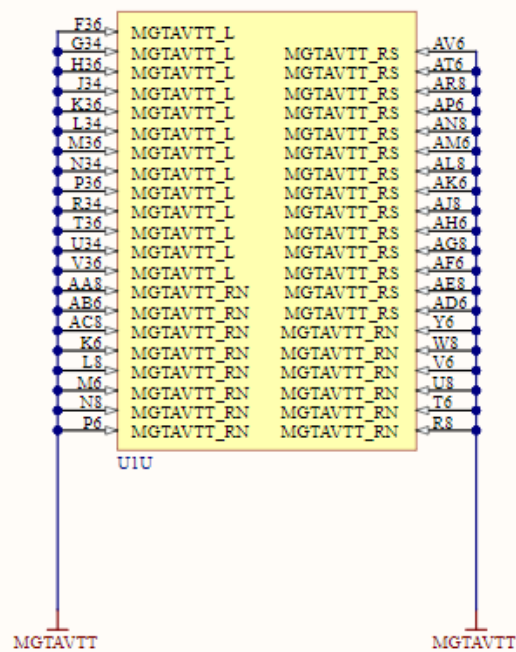 F36 MGTAVTT_L
G34 MGTAVTT_L MGTAVTT_RS AV6
H36 MGTAVTT_L MGTAVTT_RS AT6
J34 MGTAVTT_L MGTAVTT_RS AR8
K36 MGTAVTT_L MGTAVTT_RS AP6
L34 MGTAVTT_L MGTAVTT_RS AN8
M36 MGTAVTT_L MGTAVTT_RS AM6
N34 MGTAVTT_L MGTAVTT_RS AL8
P36 MGTAVTT_L MGTAVTT_RS AK6
R34 MGTAVTT_L MGTAVTT_RS AJ8
T36 MGTAVTT_L MGTAVTT_RS AH6
U34 MGTAVTT_L MGTAVTT_RS AG8
V36 MGTAVTT_L MGTAVTT_RS AF6
AA8 MGTAVTT_RN MGTAVTT_RS AE8
AB6 MGTAVTT_RN MGTAVTT_RS AD6
AC8 MGTAVTT_RN MGTAVTT_RN Y6
K6 MGTAVTT_RN MGTAVTT_RN W8
L8 MGTAVTT_RN MGTAVTT_RN V6
M6 MGTAVTT_RN MGTAVTT_RN U8
N8 MGTAVTT_RN MGTAVTT_RN T6
P6 MGTAVTT_RN MGTAVTT_RN R8
U1U
MGTAVTT MGTAVTT